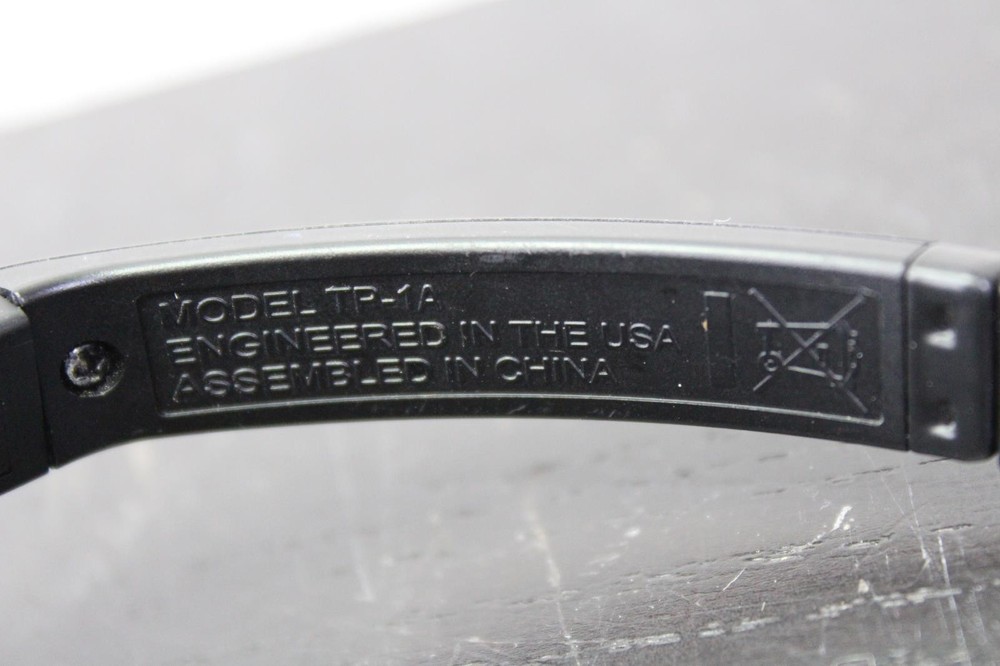 MODEL TP-1A
ENGINEERED IN THE USA
ASSEMBLED IN CHINA